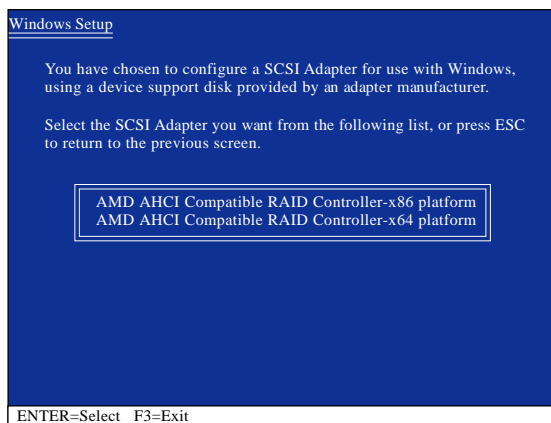 Windows Setup
You have chosen to configure a SCSI Adapter for use with Windows,
using a device support disk provided by an adapter manufacturer.
Select the SCSI Adapter you want from the following list, or press ESC
to return to the previous screen.
AMD AHCI Compatible RAID Controller-x86 platform
AMD AHCI Compatible RAID Controller-x64 platform
ENTER=Select F3=Exit